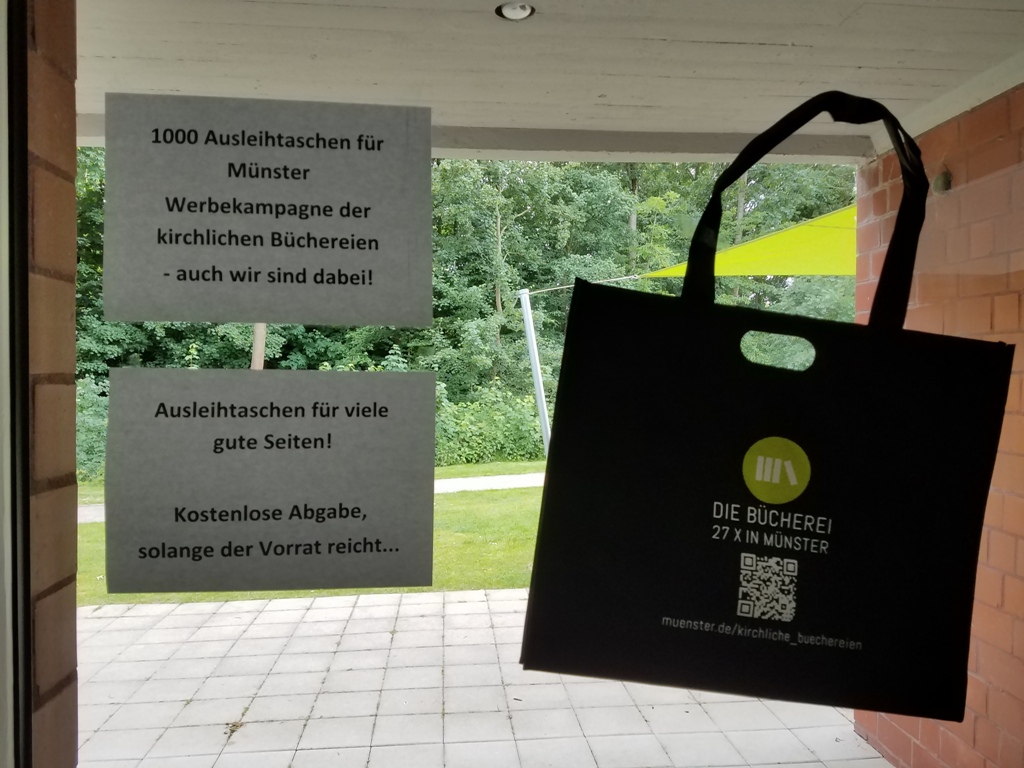 1000 Ausleihtaschen für
Münster
Werbekampagne der
kirchlichen Büchereien
- auch wir sind dabei!
Ausleihtaschen für viele
gute Seiten!
Kostenlose Abgabe,
solange der Vorrat reicht...
DIE BÜCHEREI
27 X IN MÜNSTER
muenster.de/kirchliche_buechereien